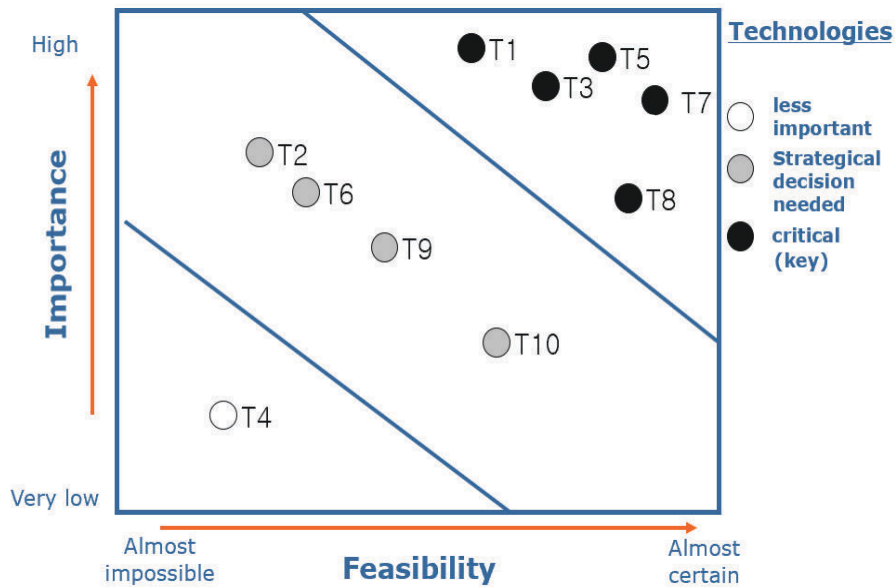 High
Importance
Very low
T1
T5
T3
T7
T2
T6
T8
T9
T10
T4
Almost
impossible
Feasibility
Almost
certain
Technologies
less
important
Strategical
decision
needed
critical
(key)